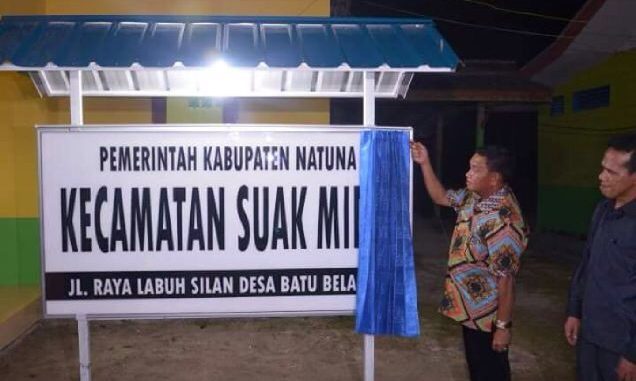 PEMERINTAH KABUPATEN NATUNA
KECAMATAN SUAK
JL. RAYA LABUH SILAN DESA BATU